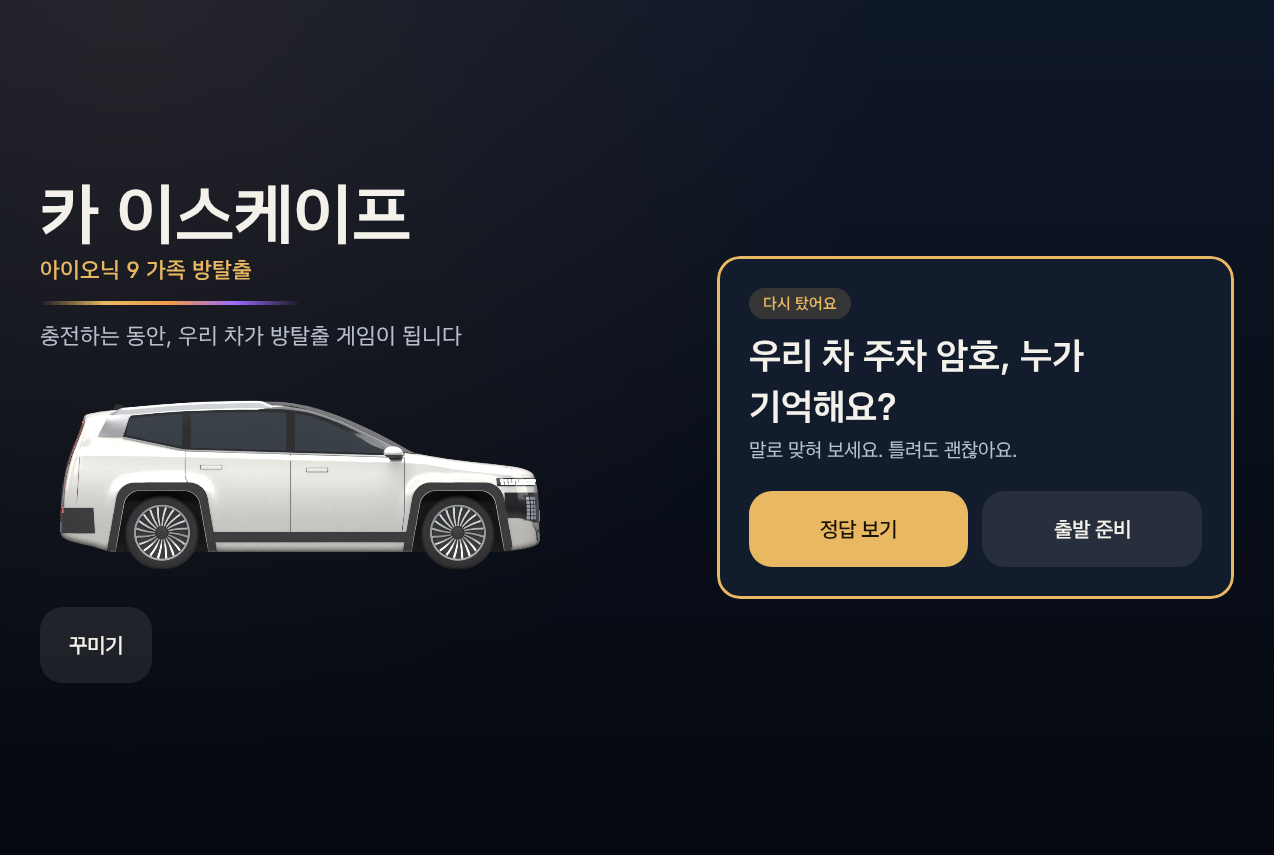 카 이스케이프
아이오닉 9 가족 방탈출
충전하는 동안, 우리 차가 방탈출 게임이 됩니다
꾸미기
다시 탔어요
우리 차 주차 암호, 누가
기억해요?
말로 맞혀 보세요. 틀려도 괜찮아요.
정답 보기
출발 준비